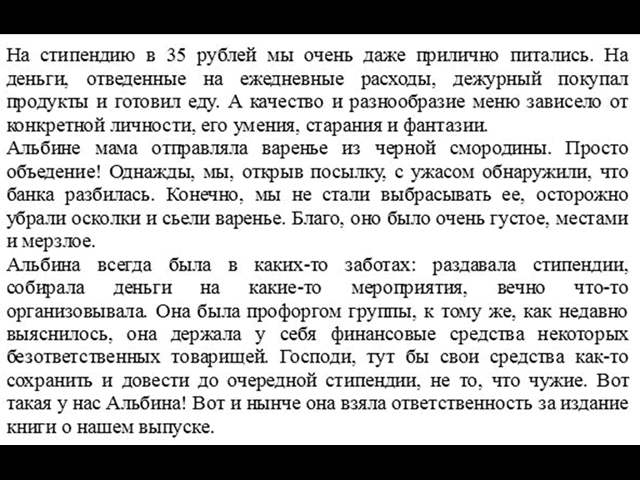 На стипендию в 35 рублей мы очень даже прилично питались. На
деньги, отведенные на ежедневные расходы, дежурный покупал
продукты и готовил еду. А качество и разнообразие меню зависело от
конкретной личности, его умения, старания и фантазии.
Альбине мама отправляла варенье из черной смородины. Просто
объедение! Однажды, мы, открыв посылку, с ужасом обнаружили, что
банка разбилась. Конечно, мы не стали выбрасывать ее, осторожно
убрали осколки и сьели варенье. Благо, оно было очень густое, местами
и мерзлое.
Альбина всегда была в каких-то заботах: раздавала стипендии,
собирала деньги на какие-то мероприятия, вечно что-то
организовывала. Она была профоргом группы, к тому же, как недавно
выяснилось, она держала у себя финансовые средства некоторых
безответственных товарищей. Господи, тут бы свои средства как-то
сохранить и довести до очередной стипендии, не то, что чужие. Вот
такая у нас Альбина! Вот и нынче она взяла ответственность за издание
книги о нашем выпуске.